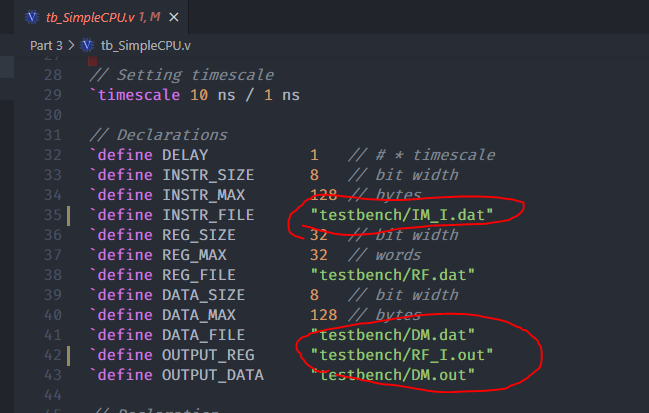 tb_SimpleCPU.v 1, M
Part 3 > tb_SimpleCPU.v
28 // Setting timescale
29 `timescale 10 ns / 1 ns
30
31 // Declarations
32 `define DELAY 1 // # * timescale
33 `define INSTR_SIZE 8 // bit width
34 `define INSTR_MAX 128 // bytes
35 `define INSTR_FILE "testbench/IM_I.dat"
36 `define REG_SIZE 32 // bit width
37 `define REG_MAX 32 // words
38 `define REG_FILE "testbench/RF.dat"
39 `define DATA_SIZE 8 // bit width
40 `define DATA_MAX 128 // bytes
41 `define DATA_FILE "testbench/DM.dat"
42 `define OUTPUT_REG "testbench/RF_I.out"
43 `define OUTPUT_DATA "testbench/DM.out"
44